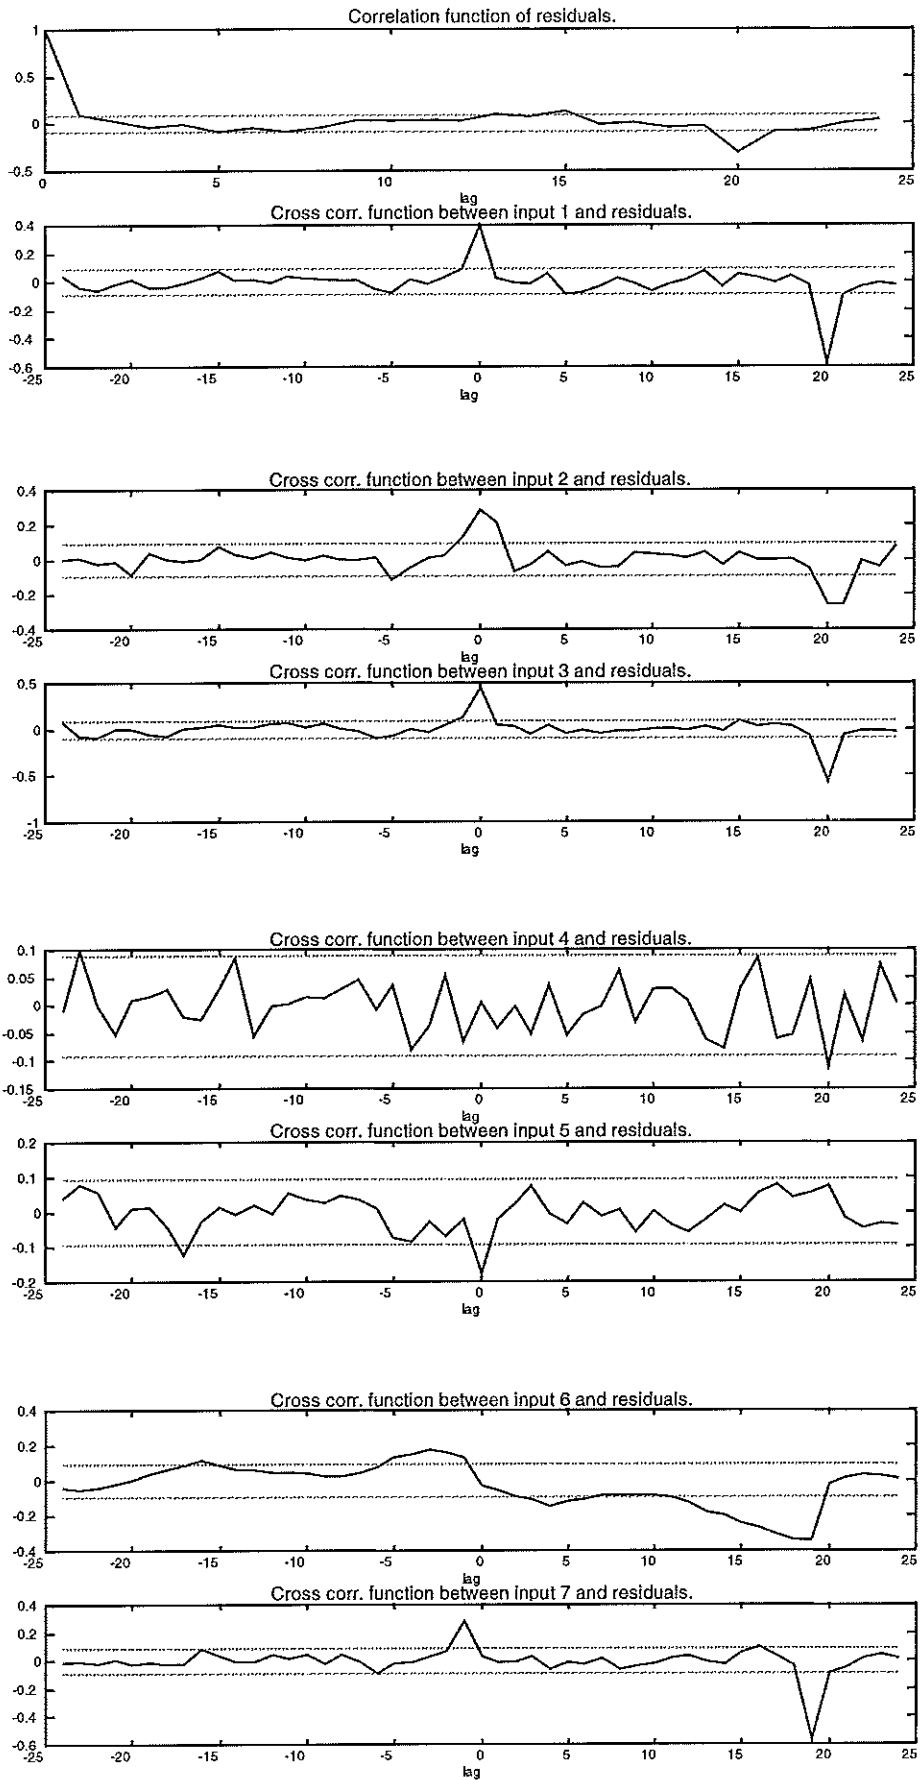 Correlation function of residuals.
1
0.5
0
-0.5
0 5 10 15 20 25
lag
Cross corr. function between input 1 and residuals.
0.4
0.2
0
-0.2
-0.4
-0.6
-25 -20 -15 -10 -5 0 5 10 15 20 25
lag
Cross corr. function between input 2 and residuals.
0.4
0.2
0
-0.2
-0.4
-25 -20 -15 -10 -5 0 5 10 15 20 25
lag
Cross corr. function between input 3 and residuals.
0.5
0
-0.5
-1
-25 -20 -15 -10 -5 0 5 10 15 20 25
lag
Cross corr. function between input 4 and residuals.
0.1
0.05
0
-0.05
-0.1
-0.15
-25 -20 -15 -10 -5 0 5 10 15 20 25
lag
Cross corr. function between input 5 and residuals.
0.2
0.1
0
-0.1
-0.2
-25 -20 -15 -10 -5 0 5 10 15 20 25
lag
Cross corr. function between input 6 and residuals.
0.4
0.2
0
-0.2
-0.4
-25 -20 -15 -10 -5 0 5 10 15 20 25
lag
Cross corr. function between input 7 and residuals.
0.4
0.2
0
-0.2
-0.4
-0.6
-25 -20 -15 -10 -5 0 5 10 15 20 25
lag